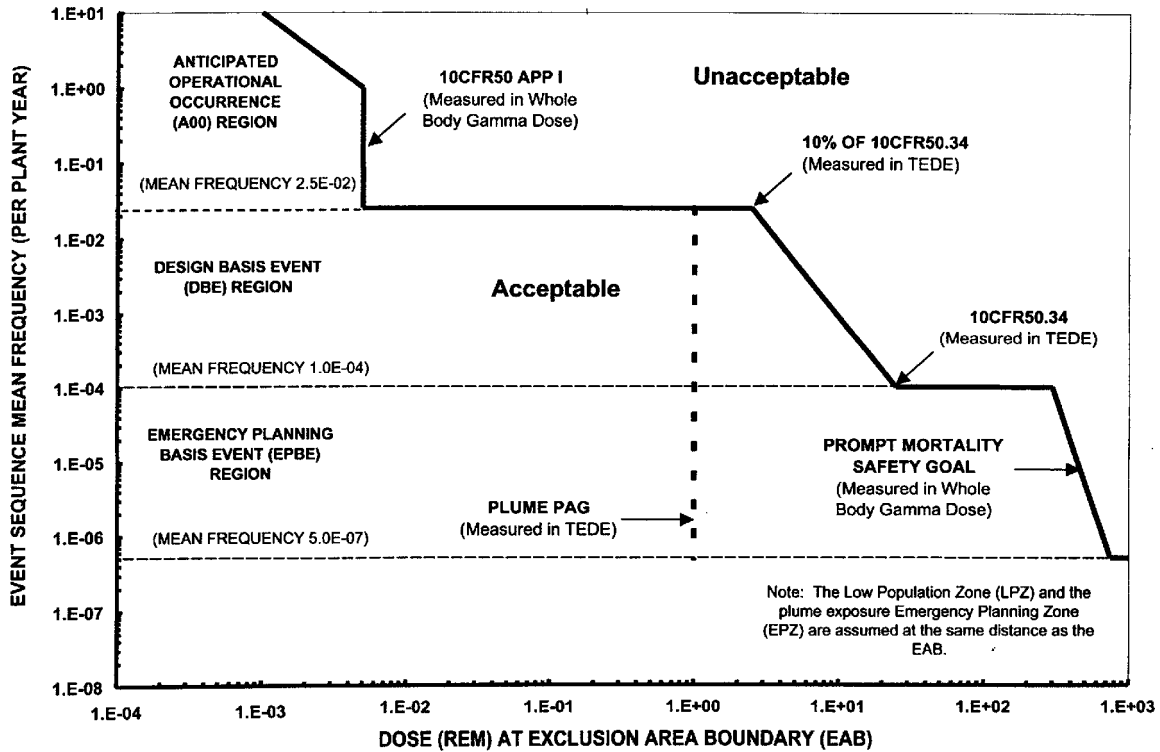 EVENT SEQUENCE MEAN FREQUENCY (PER PLANT YEAR)
1.E+01
1.E+00
1.E-01
1.E-02
1.E-03
1.E-04
1.E-05
1.E-06
1.E-07
1.E-08
ANTICIPATED
OPERATIONAL
OCCURRENCE
(A00) REGION
10CFR50 APP I
(Measured in Whole
Body Gamma Dose)
Unacceptable
10% OF 10CFR50.34
(Measured in TEDE)
(MEAN FREQUENCY 2.5E-02)
DESIGN BASIS EVENT
(DBE) REGION
Acceptable
10CFR50.34
(Measured in TEDE)
(MEAN FREQUENCY 1.0E-04)
EMERGENCY PLANNING
BASIS EVENT (EPBE)
REGION
PROMPT MORTALITY
SAFETY GOAL
(Measured in Whole
Body Gamma Dose)
PLUME PAG
(Measured in TEDE)
(MEAN FREQUENCY 5.0E-07)
Note: The Low Population Zone (LPZ) and the
plume exposure Emergency Planning Zone
(EPZ) are assumed at the same distance as the
EAB.
1.E-04 1.E-03 1.E-02 1.E-01 1.E+00 1.E+01 1.E+02 1.E+03
DOSE (REM) AT EXCLUSION AREA BOUNDARY (EAB)